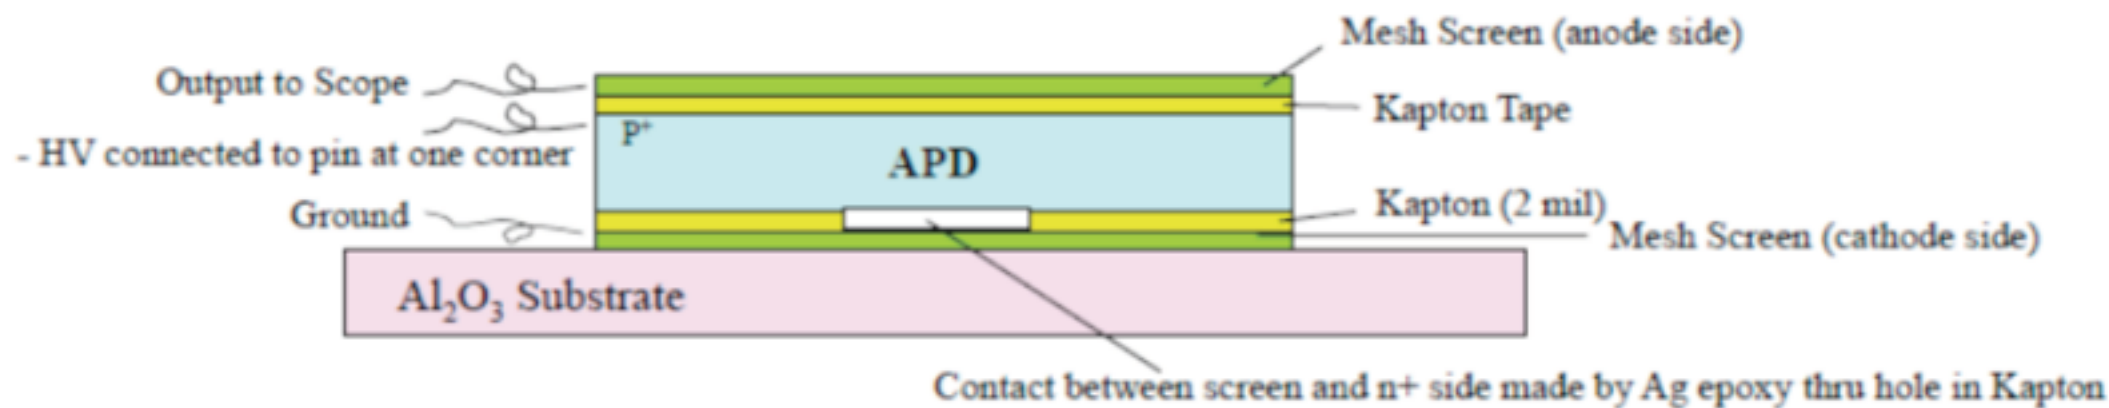 Mesh Screen (anode side)
Output to Scope
Kapton Tape
P⁺
- HV connected to pin at one corner
APD
Ground
Kapton (2 mil)
Mesh Screen (cathode side)
Al₂O₃ Substrate
Contact between screen and n+ side made by Ag epoxy thru hole in Kapton